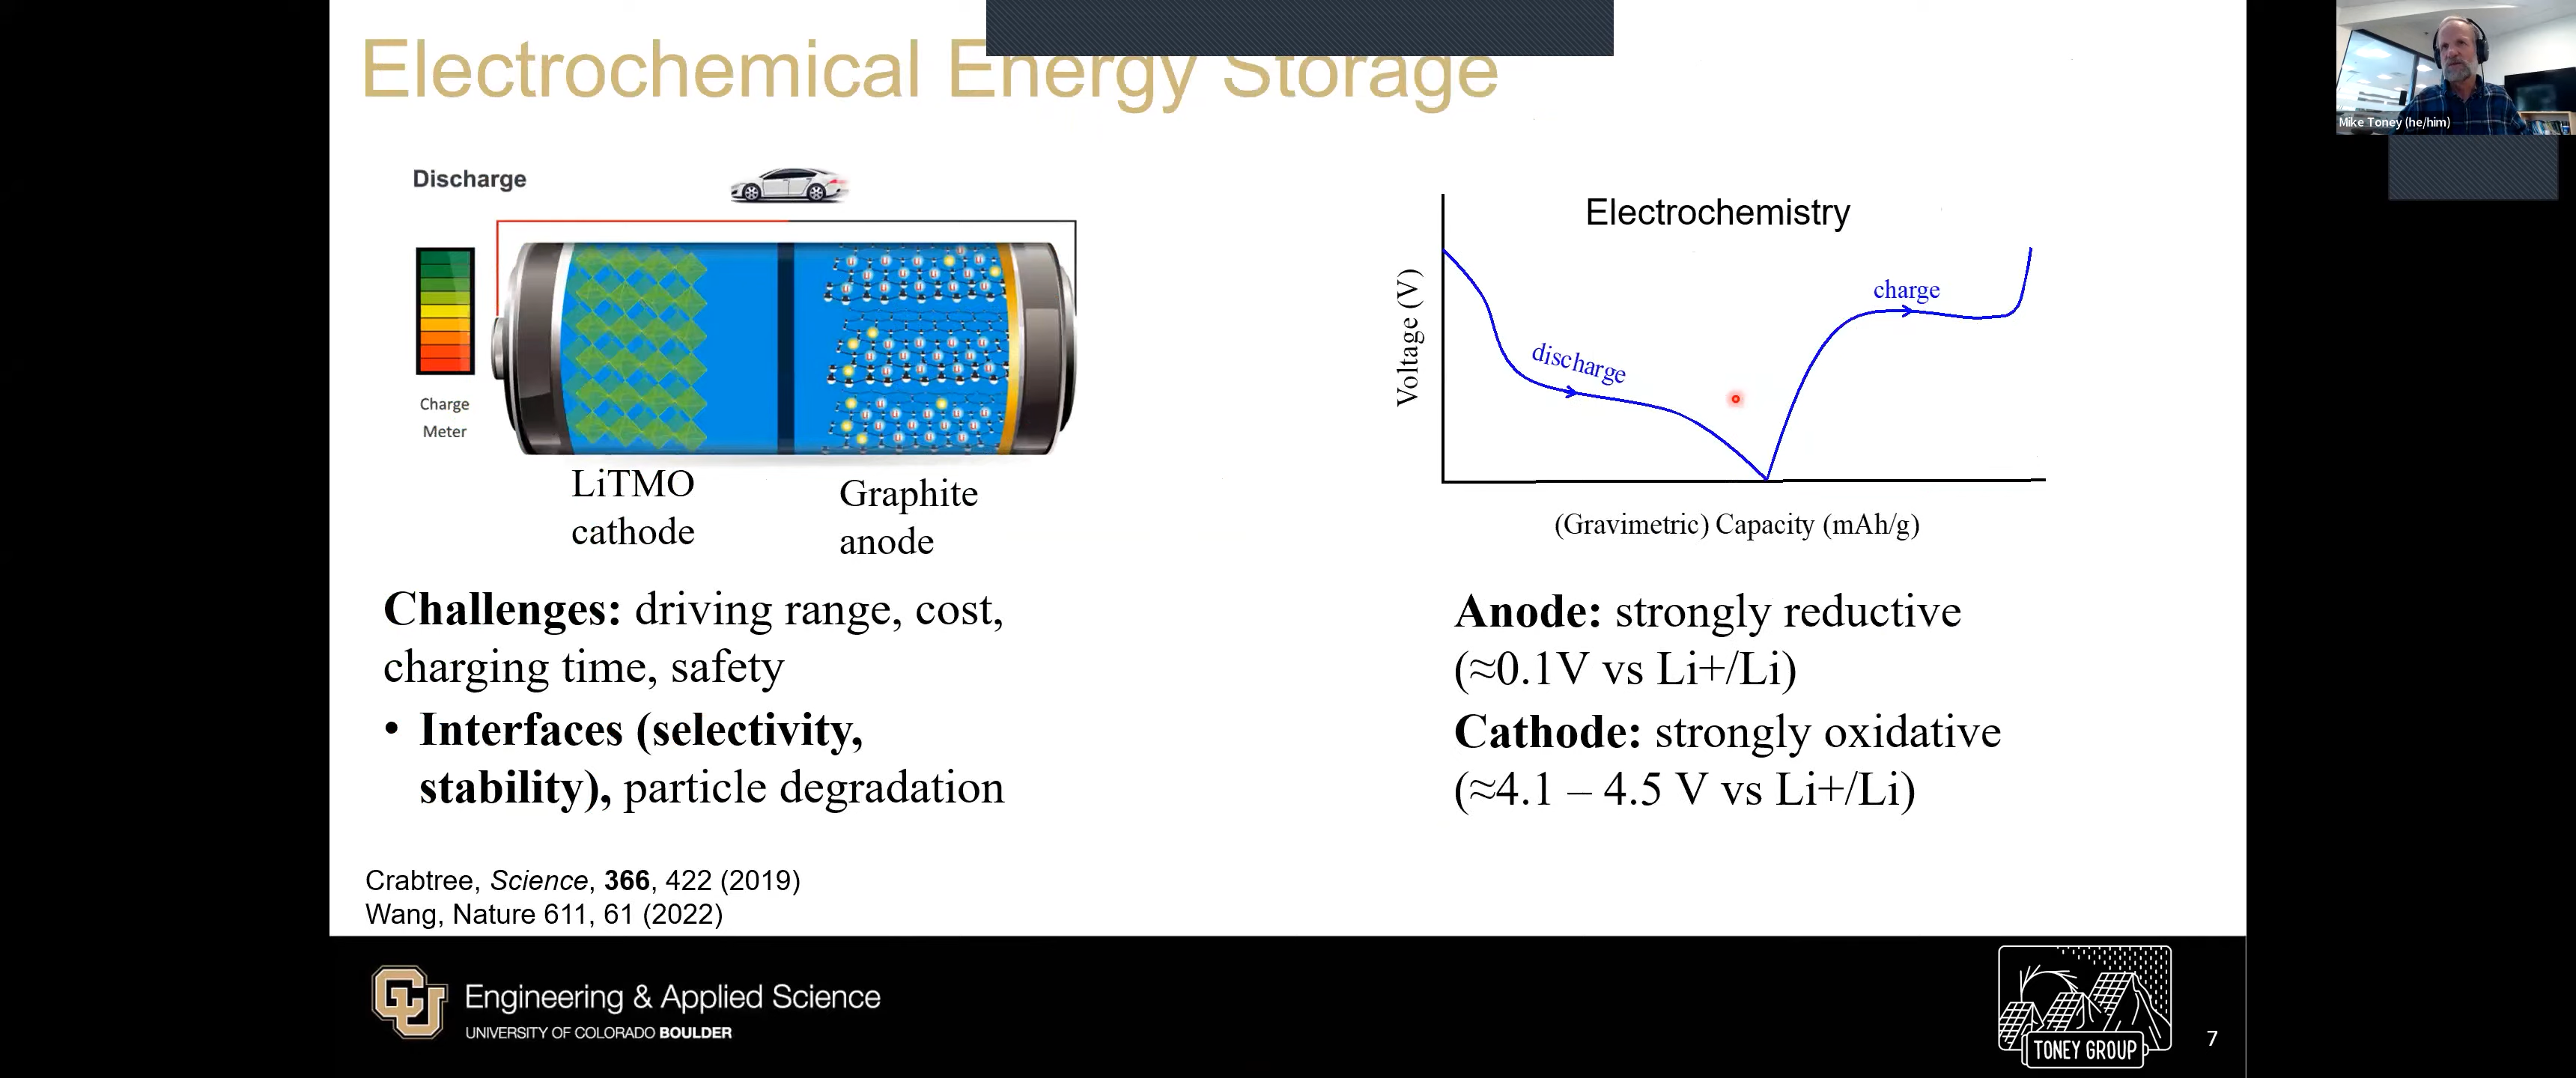 Electrochemical Energy Storage
Mike Toney (he/him)
Discharge
Charge
Meter
LiTMO
cathode
Graphite
anode
Electrochemistry
Voltage (V)
discharge
charge
(Gravimetric) Capacity (mAh/g)
Challenges: driving range, cost,
charging time, safety
• Interfaces (selectivity,
stability), particle degradation
Anode: strongly reductive
(≈0.1V vs Li+/Li)
Cathode: strongly oxidative
(≈4.1 – 4.5 V vs Li+/Li)
Crabtree, Science, 366, 422 (2019)
Wang, Nature 611, 61 (2022)
CU
Engineering & Applied Science
UNIVERSITY OF COLORADO BOULDER
TONEY GROUP
7